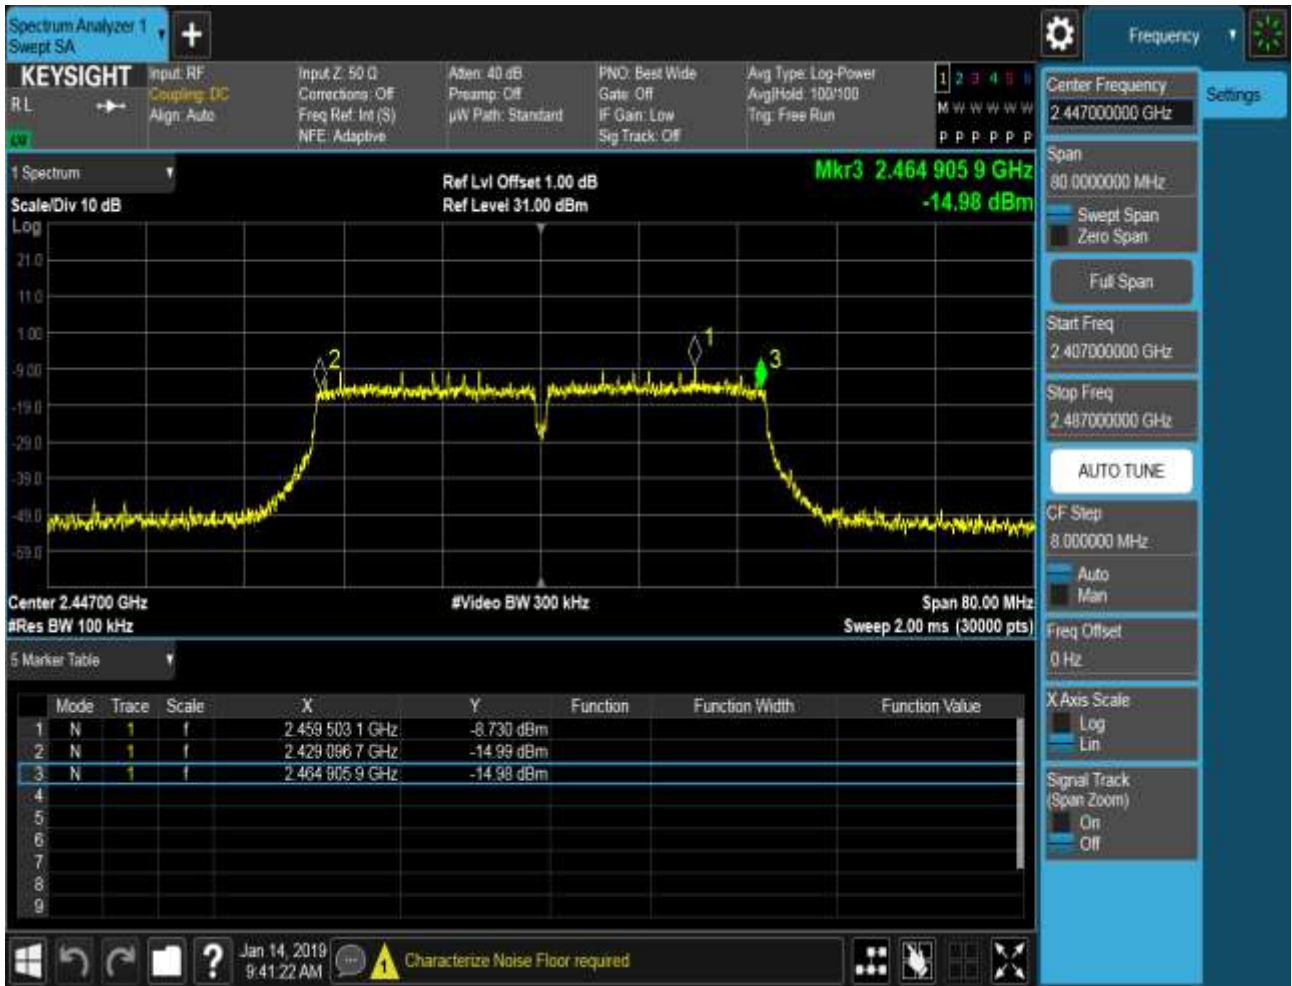 Spectrum Analyzer 1
Swept SA
+
Frequency
KEYSIGHT
R L
Input: RF
Coupling: DC
Align: Auto
Input Z: 50 Ω
Corrections: Off
Freq Ref: Int (S)
NFE: Adaptive
Atten: 40 dB
Preamp: Off
µW Path: Standard
PNO: Best Wide
Gate: Off
IF Gain: Low
Sig Track: Off
Avg Type: Log-Power
Avg|Hold: 100/100
Trig: Free Run
1 2 3 4 5 6
M W W W W W
P P P P P P
1 Spectrum
Scale/Div 10 dB
Ref Lvl Offset 1.00 dB
Ref Level 31.00 dBm
Mkr3 2.464 905 9 GHz
-14.98 dBm
Log
21.0
11.0
1.00
-9.00
-19.0
-29.0
-39.0
-49.0
-59.0
2
1
3
Center 2.44700 GHz
#Res BW 100 kHz
#Video BW 300 kHz
Span 80.00 MHz
Sweep 2.00 ms (30000 pts)
5 Marker Table
Mode Trace Scale X Y Function Function Width Function Value
1 N 1 f 2.459 503 1 GHz -8.730 dBm
2 N 1 f 2.429 096 7 GHz -14.99 dBm
3 N 1 f 2.464 905 9 GHz -14.98 dBm
4
5
6
7
8
9
Jan 14, 2019
9:41:22 AM
1
Characterize Noise Floor required
Settings
Center Frequency
2.447000000 GHz
Span
80.0000000 MHz
Swept Span
Zero Span
Full Span
Start Freq
2.407000000 GHz
Stop Freq
2.487000000 GHz
AUTO TUNE
CF Step
8.000000 MHz
Auto
Man
Freq Offset
0 Hz
X Axis Scale
Log
Lin
Signal Track
(Span Zoom)
On
Off